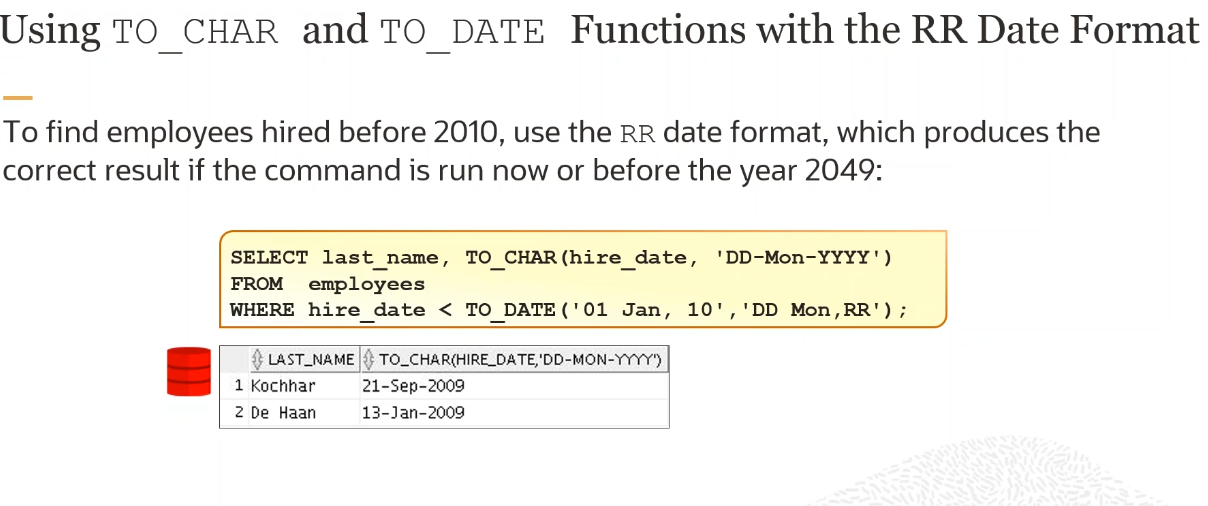 Using TO_CHAR and TO_DATE Functions with the RR Date Format
To find employees hired before 2010, use the RR date format, which produces the
correct result if the command is run now or before the year 2049:
SELECT last_name, TO_CHAR(hire_date, 'DD-Mon-YYYY')
FROM employees
WHERE hire_date < TO_DATE('01 Jan, 10','DD Mon,RR');
LAST_NAME TO_CHAR(HIRE_DATE,'DD-MON-YYYY')
1 Kochhar 21-Sep-2009
2 De Haan 13-Jan-2009